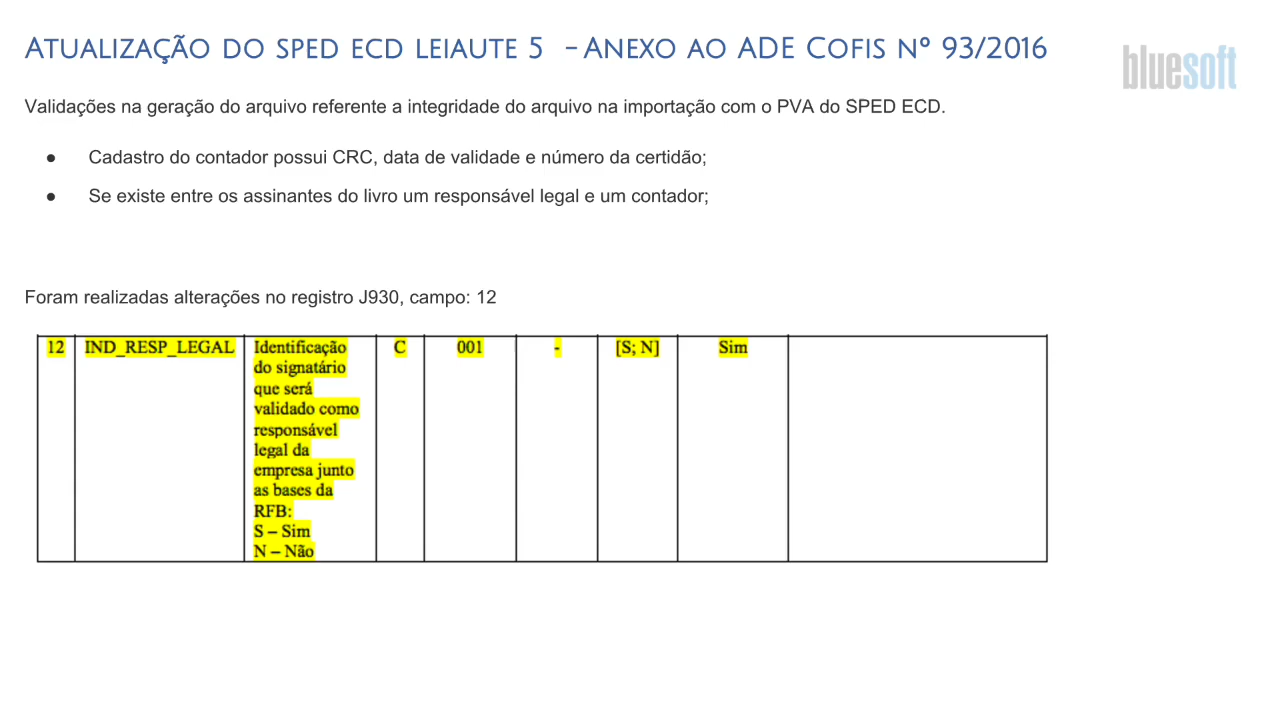 Atualização do sped ecd leiaute 5 - Anexo ao ADE Cofis nº 93/2016
bluesoft
Validações na geração do arquivo referente a integridade do arquivo na importação com o PVA do SPED ECD.
● Cadastro do contador possui CRC, data de validade e número da certidão;
● Se existe entre os assinantes do livro um responsável legal e um contador;
Foram realizadas alterações no registro J930, campo: 12
12 IND_RESP_LEGAL Identificação C 001 - [S; N] Sim
do signatário
que será
validado como
responsável
legal da
empresa junto
as bases da
RFB:
S – Sim
N – Não